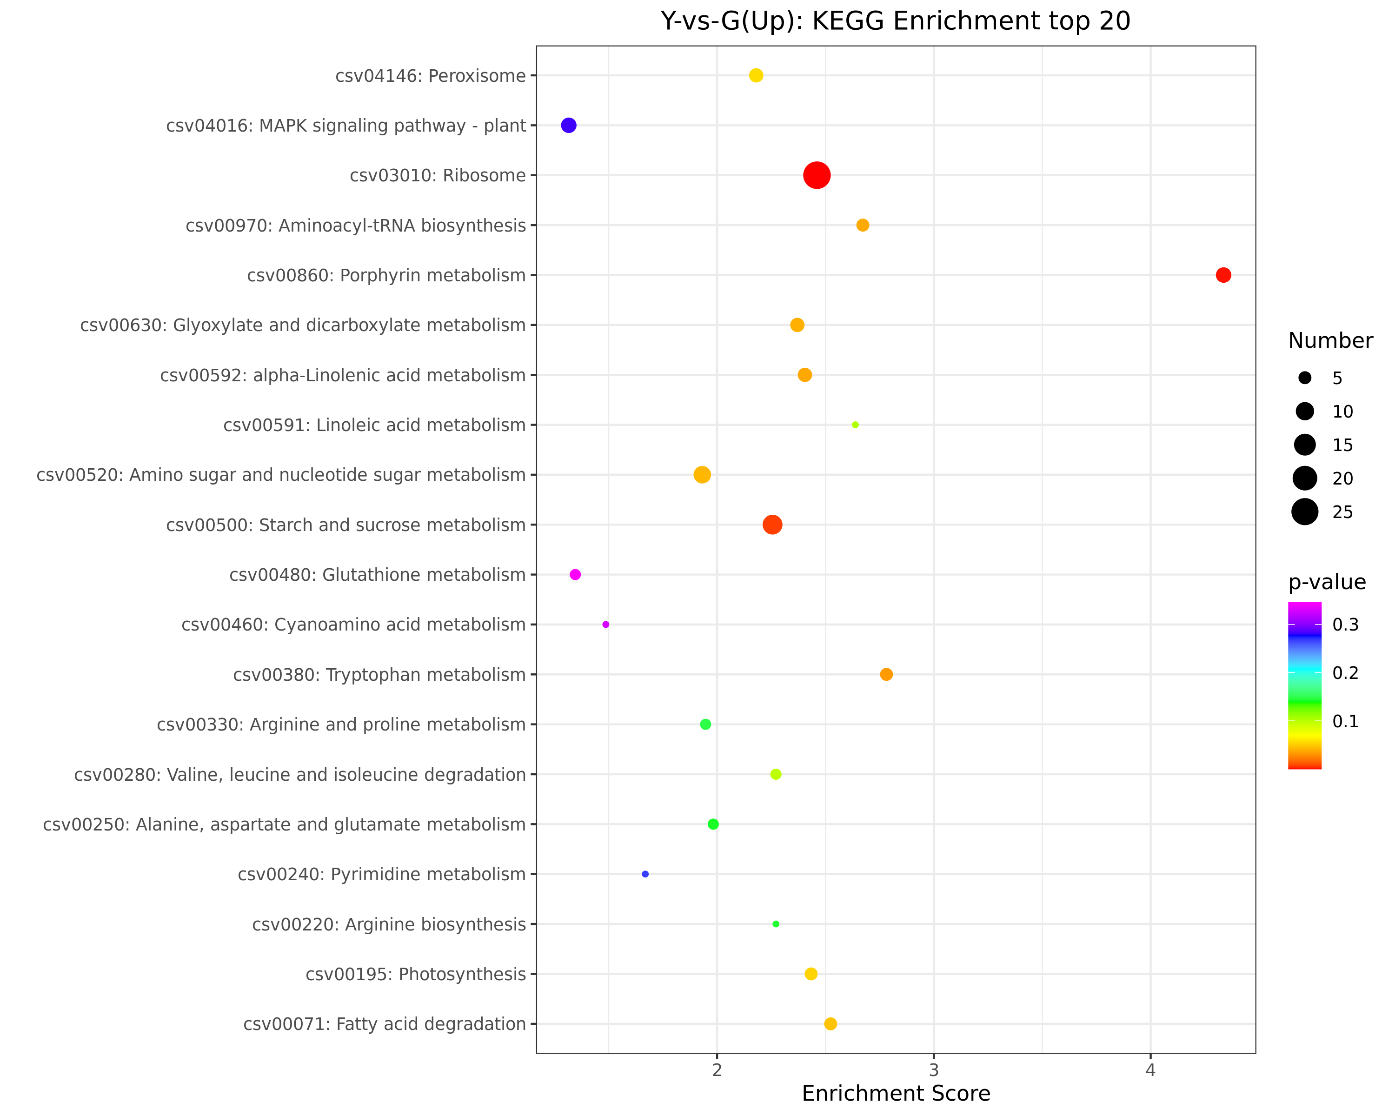 Y-vs-G(Up): KEGG Enrichment top 20
csv04146: Peroxisome
csv04016: MAPK signaling pathway - plant
csv03010: Ribosome
csv00970: Aminoacyl-tRNA biosynthesis
csv00860: Porphyrin metabolism
csv00630: Glyoxylate and dicarboxylate metabolism
csv00592: alpha-Linolenic acid metabolism
csv00591: Linoleic acid metabolism
csv00520: Amino sugar and nucleotide sugar metabolism
csv00500: Starch and sucrose metabolism
csv00480: Glutathione metabolism
csv00460: Cyanoamino acid metabolism
csv00380: Tryptophan metabolism
csv00330: Arginine and proline metabolism
csv00280: Valine, leucine and isoleucine degradation
csv00250: Alanine, aspartate and glutamate metabolism
csv00240: Pyrimidine metabolism
csv00220: Arginine biosynthesis
csv00195: Photosynthesis
csv00071: Fatty acid degradation
2 3 4
Enrichment Score
Number
5
10
15
20
25
p-value
0.3
0.2
0.1